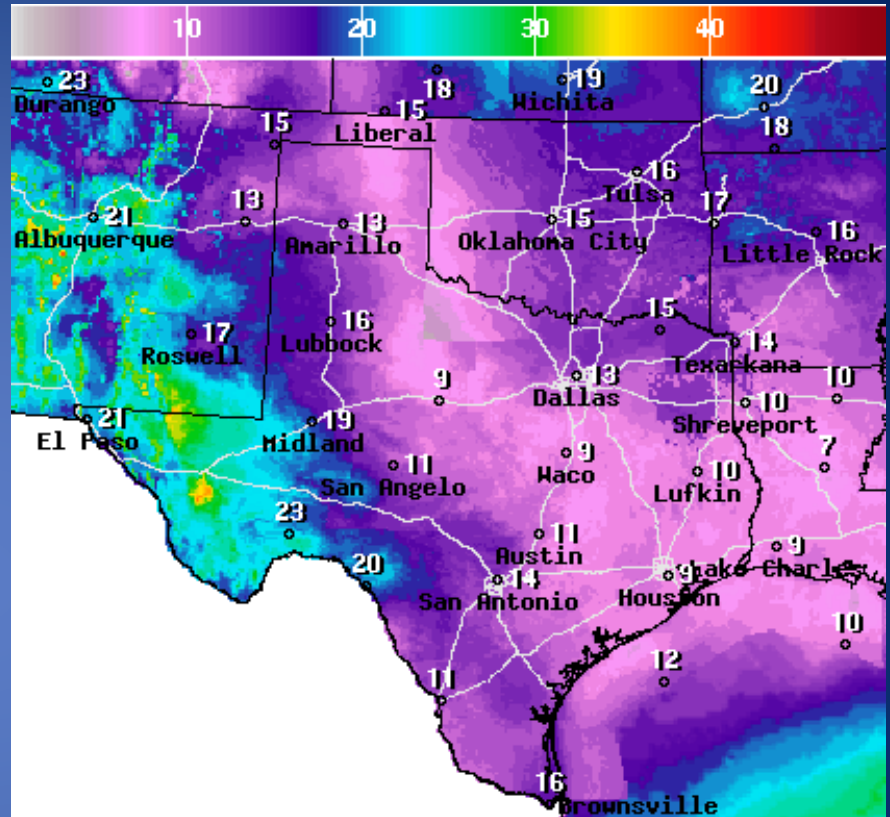 10 20 30 40
23
Durango
18
19
Wichita
20
15
Liberal
15
18
16
Tulsa
21
Albuquerque
13
13
Amarillo
15
Oklahoma City
17
16
Little Rock
17
Roswell
16
Lubbock
15
14
Texarkana
13
Dallas
9
10
Shreveport
10
21
El Paso
19
Midland
11
San Angelo
9
Waco
10
Lufkin
7
23
11
Austin
9
Lake Charles
20
14
San Antonio
9
Houston
10
11
12
16
Brownsville